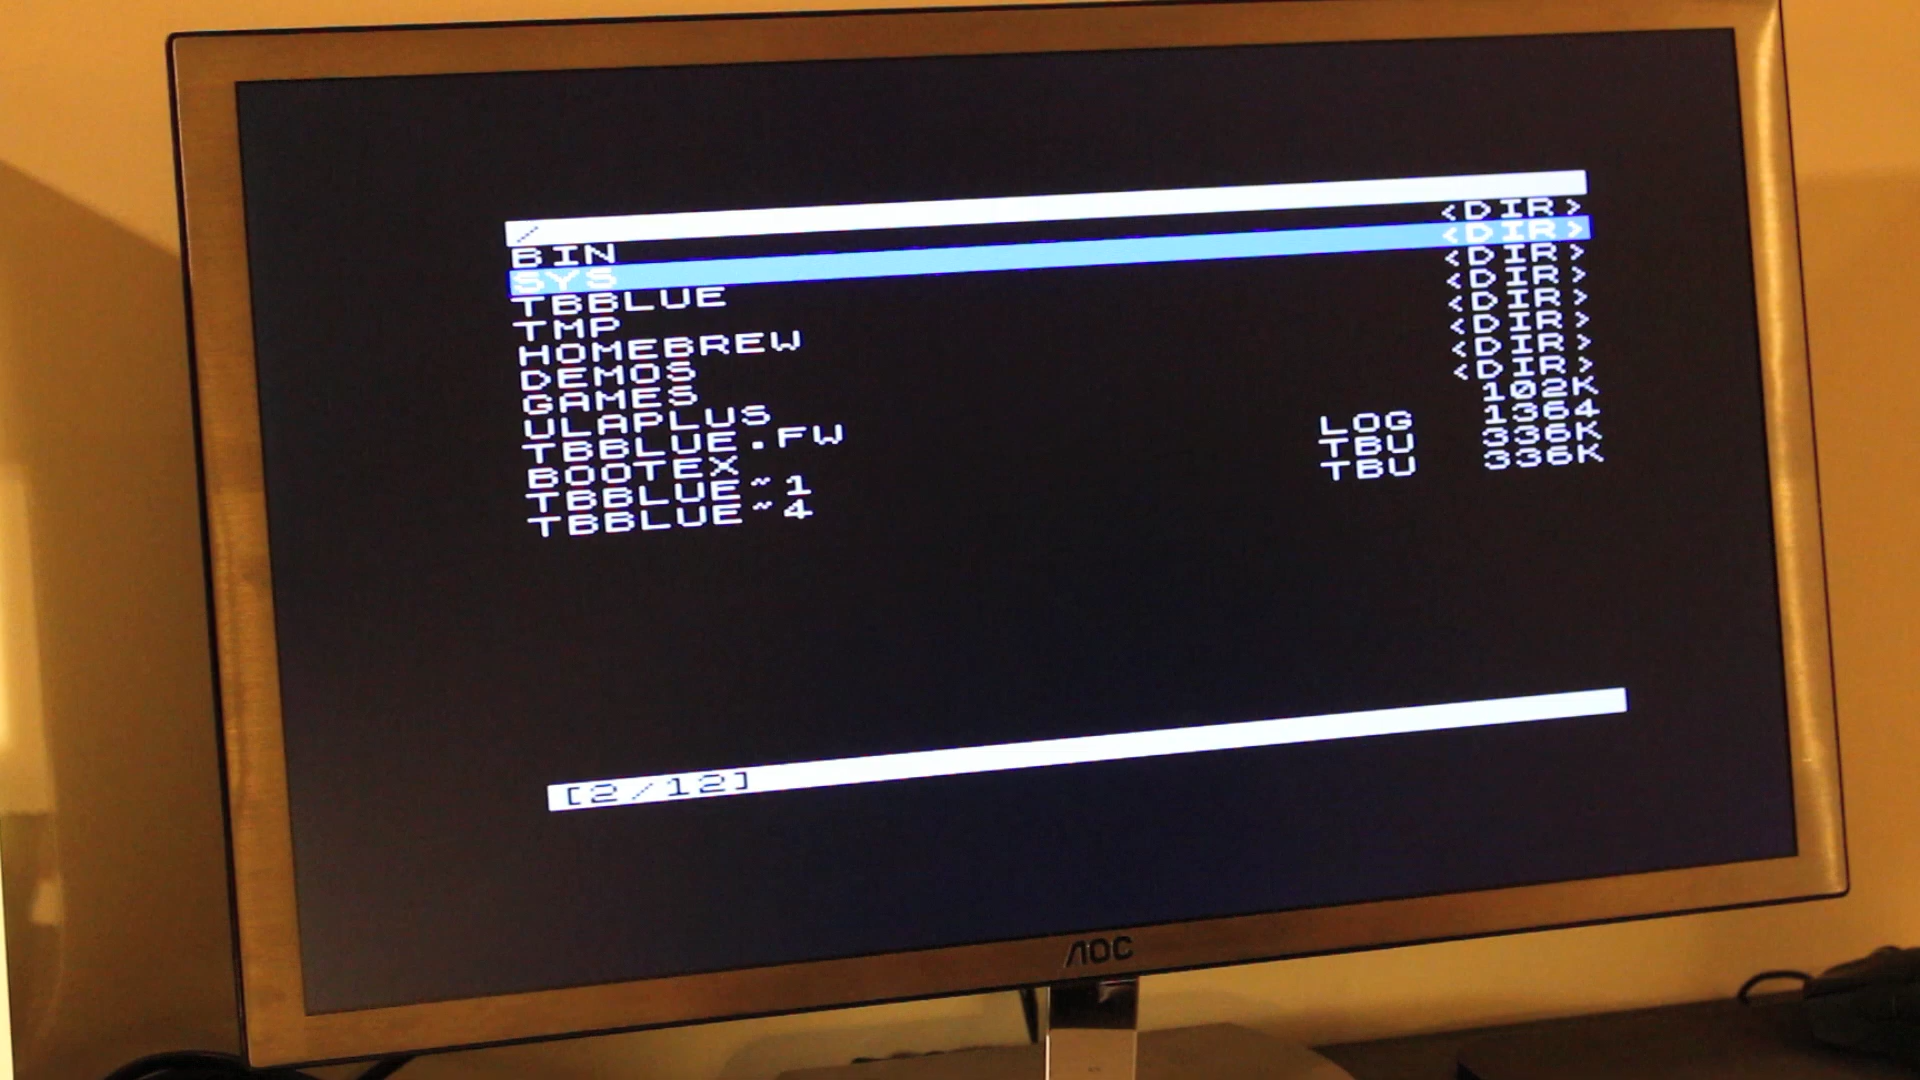 /
BIN <DIR>
SYS <DIR>
TBBLUE <DIR>
TMP <DIR>
HOMEBREW <DIR>
DEMOS <DIR>
GAMES <DIR>
ULAPLUS <DIR>
TBBLUE.FW 102K
BOOTEX LOG 1364
TBBLUE~1 TBU 336K
TBBLUE~4 TBU 336K
[2/12]
AOC